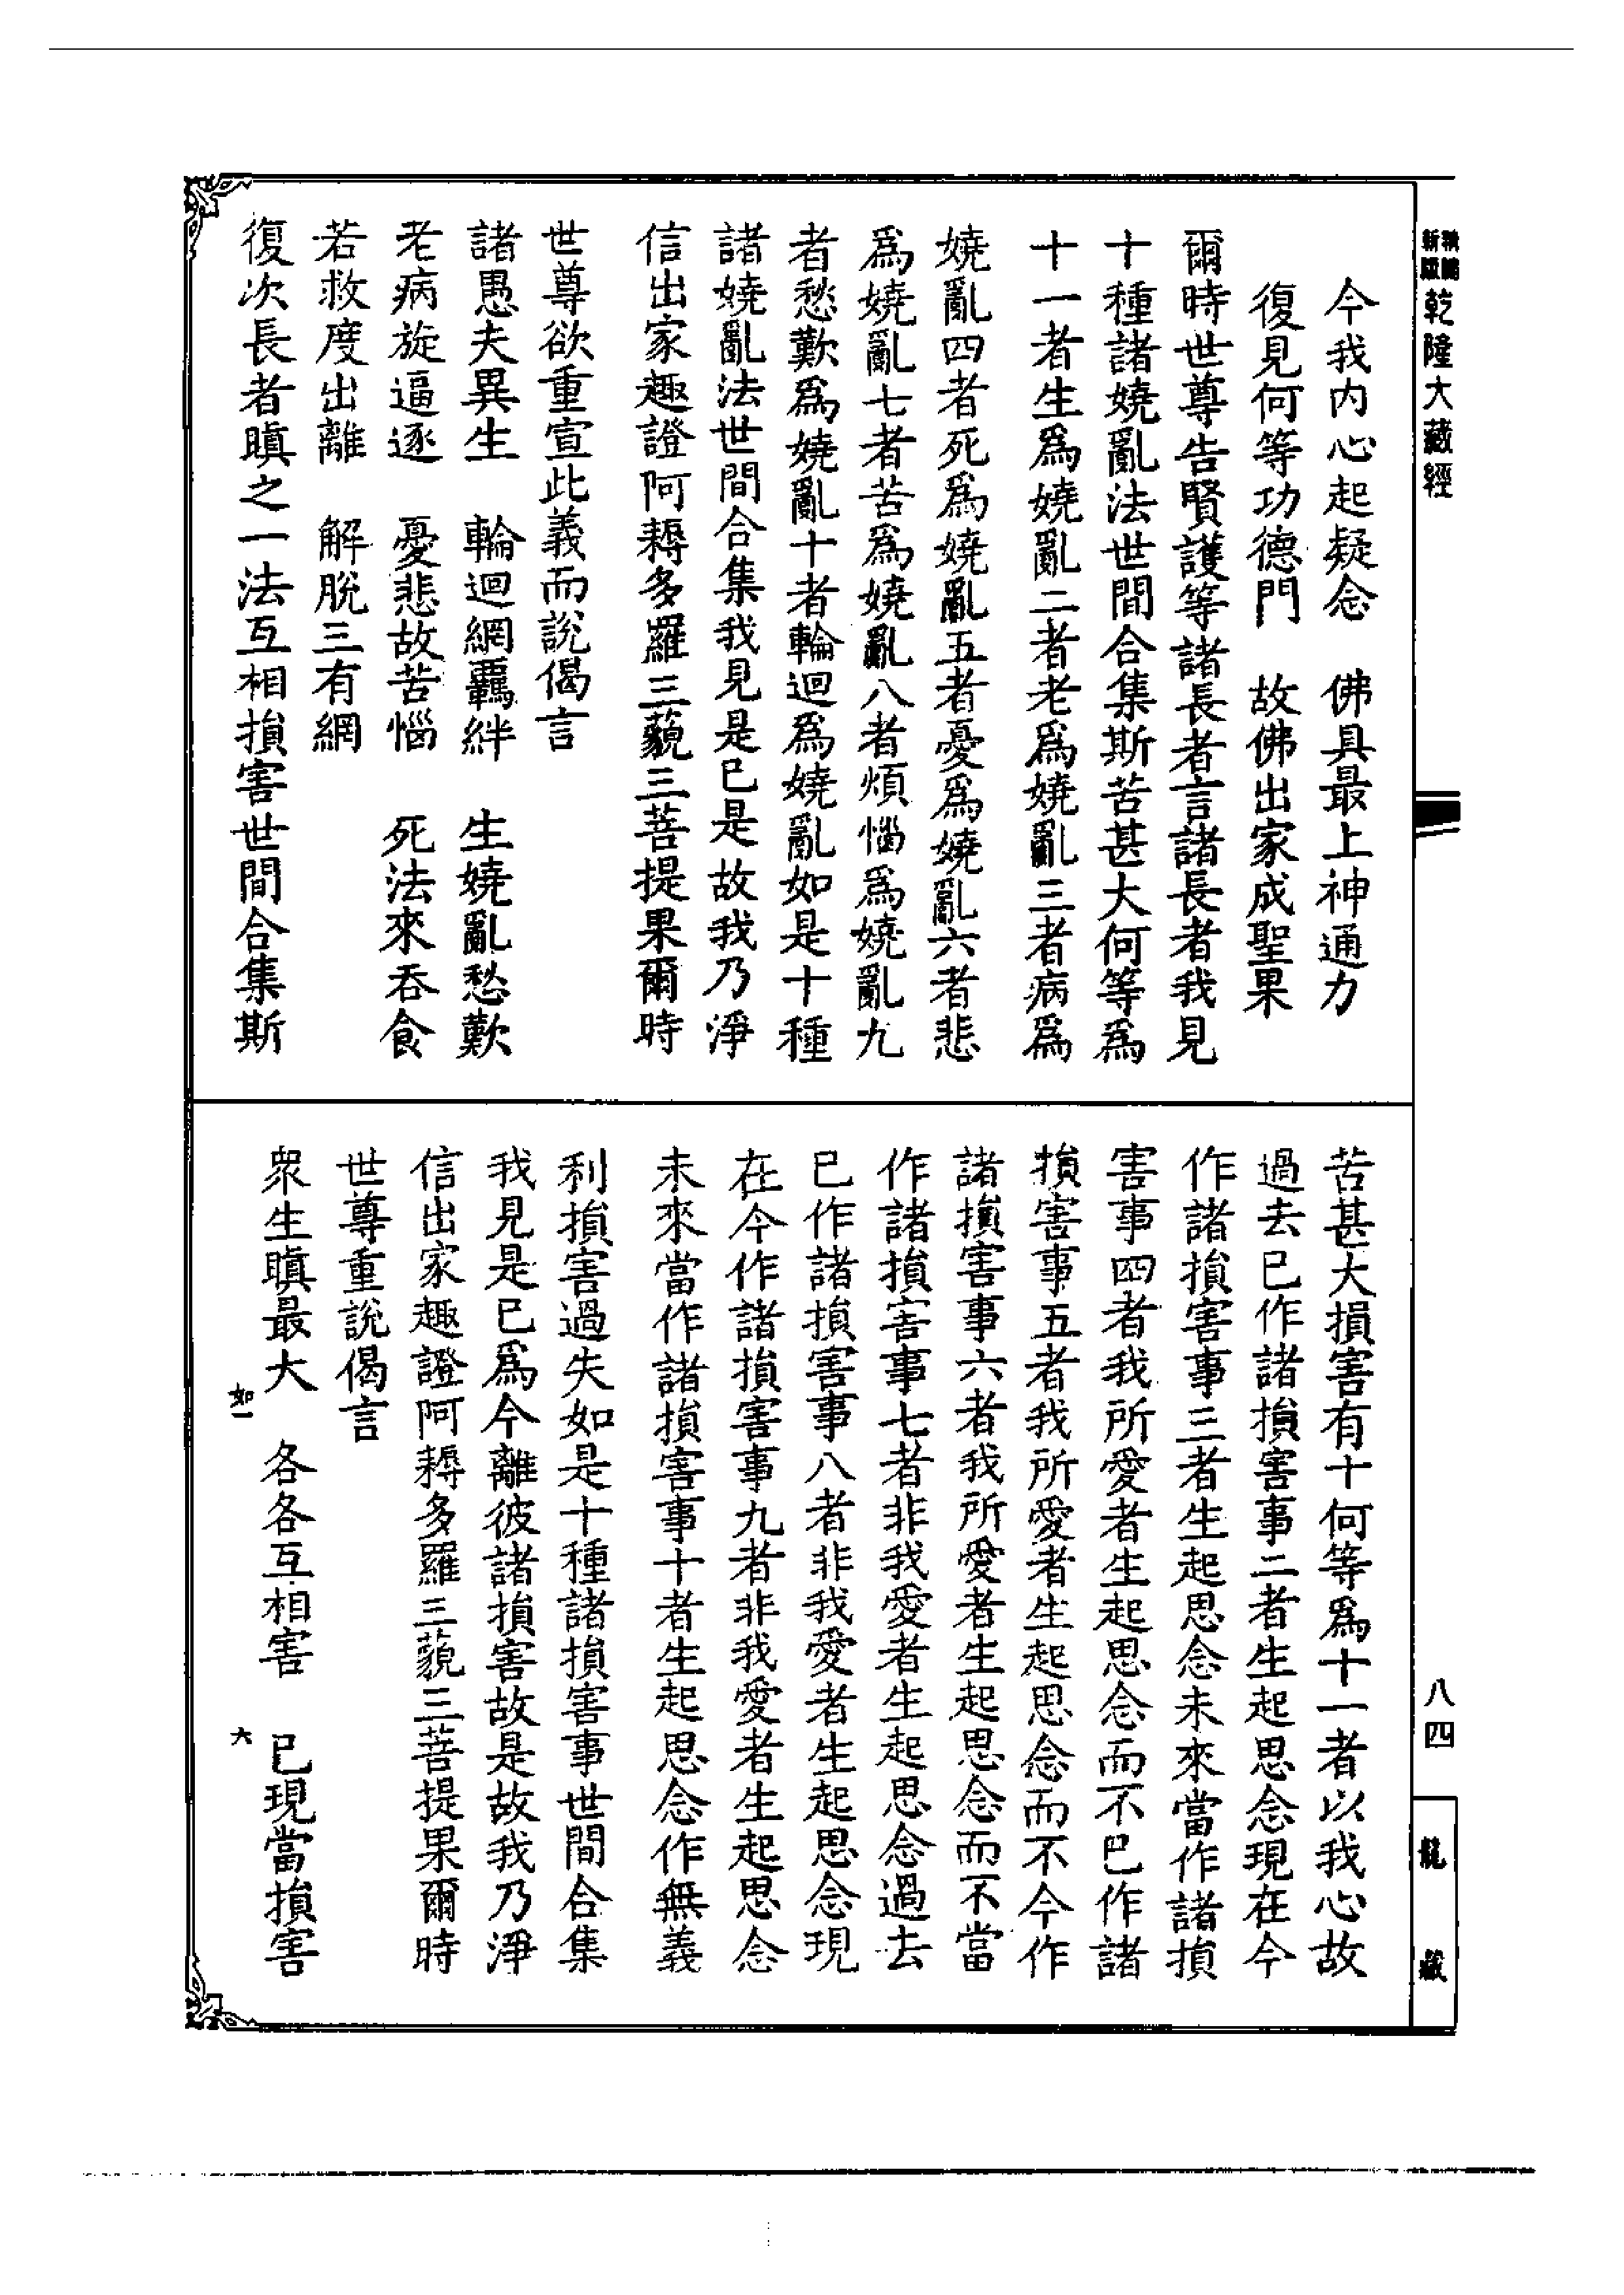 新版
乾隆大藏經
今我内心起疑念　佛具最上神通力
復見何等功德門　故佛出家成聖果
爾時世尊告賢護等諸長者言諸長者我見
十種諸嬈亂法世間合集斯苦甚大何等爲
十一者生爲嬈亂二者老爲嬈亂三者病爲
嬈亂四者死爲嬈亂五者憂爲嬈亂六者悲
爲嬈亂七者苦爲嬈亂八者煩惱爲嬈亂九
者愁歎爲嬈亂十者輪迴爲嬈亂如是十種
諸嬈亂法世間合集我見是已是故我乃淨
信出家趣證阿耨多羅三藐三菩提果爾時
世尊欲重宣此義而說偈言
諸愚夫異生　輪迴網羈絆　生嬈亂愁歎
老病旋逼逐　憂悲故苦惱　死法來吞食
若救度出離　解脫三有網
復次長者瞋之一法互相損害世間合集斯
苦甚大損害有十何等爲十一者以我心故
過去已作諸損害事二者生起思念現在今
作諸損害事三者生起思念未來當作諸損
害事四者我所愛者生起思念而不已作諸
損害事五者我所愛者生起思念而不今作
諸損害事六者我所愛者生起思念而不當
作諸損害事七者非我愛者生起思念過去
已作諸損害事八者非我愛者生起思念現
在今作諸損害事九者非我愛者生起思念
未來當作諸損害事十者生起思念作無義
利損害過失如是十種諸損害事世間合集
我見是已爲今離彼諸損害故是故我乃淨
信出家趣證阿耨多羅三藐三菩提果爾時
世尊重說偈言
眾生瞋最大　各各互相害　已現當損害
如一
六
八四
龍藏